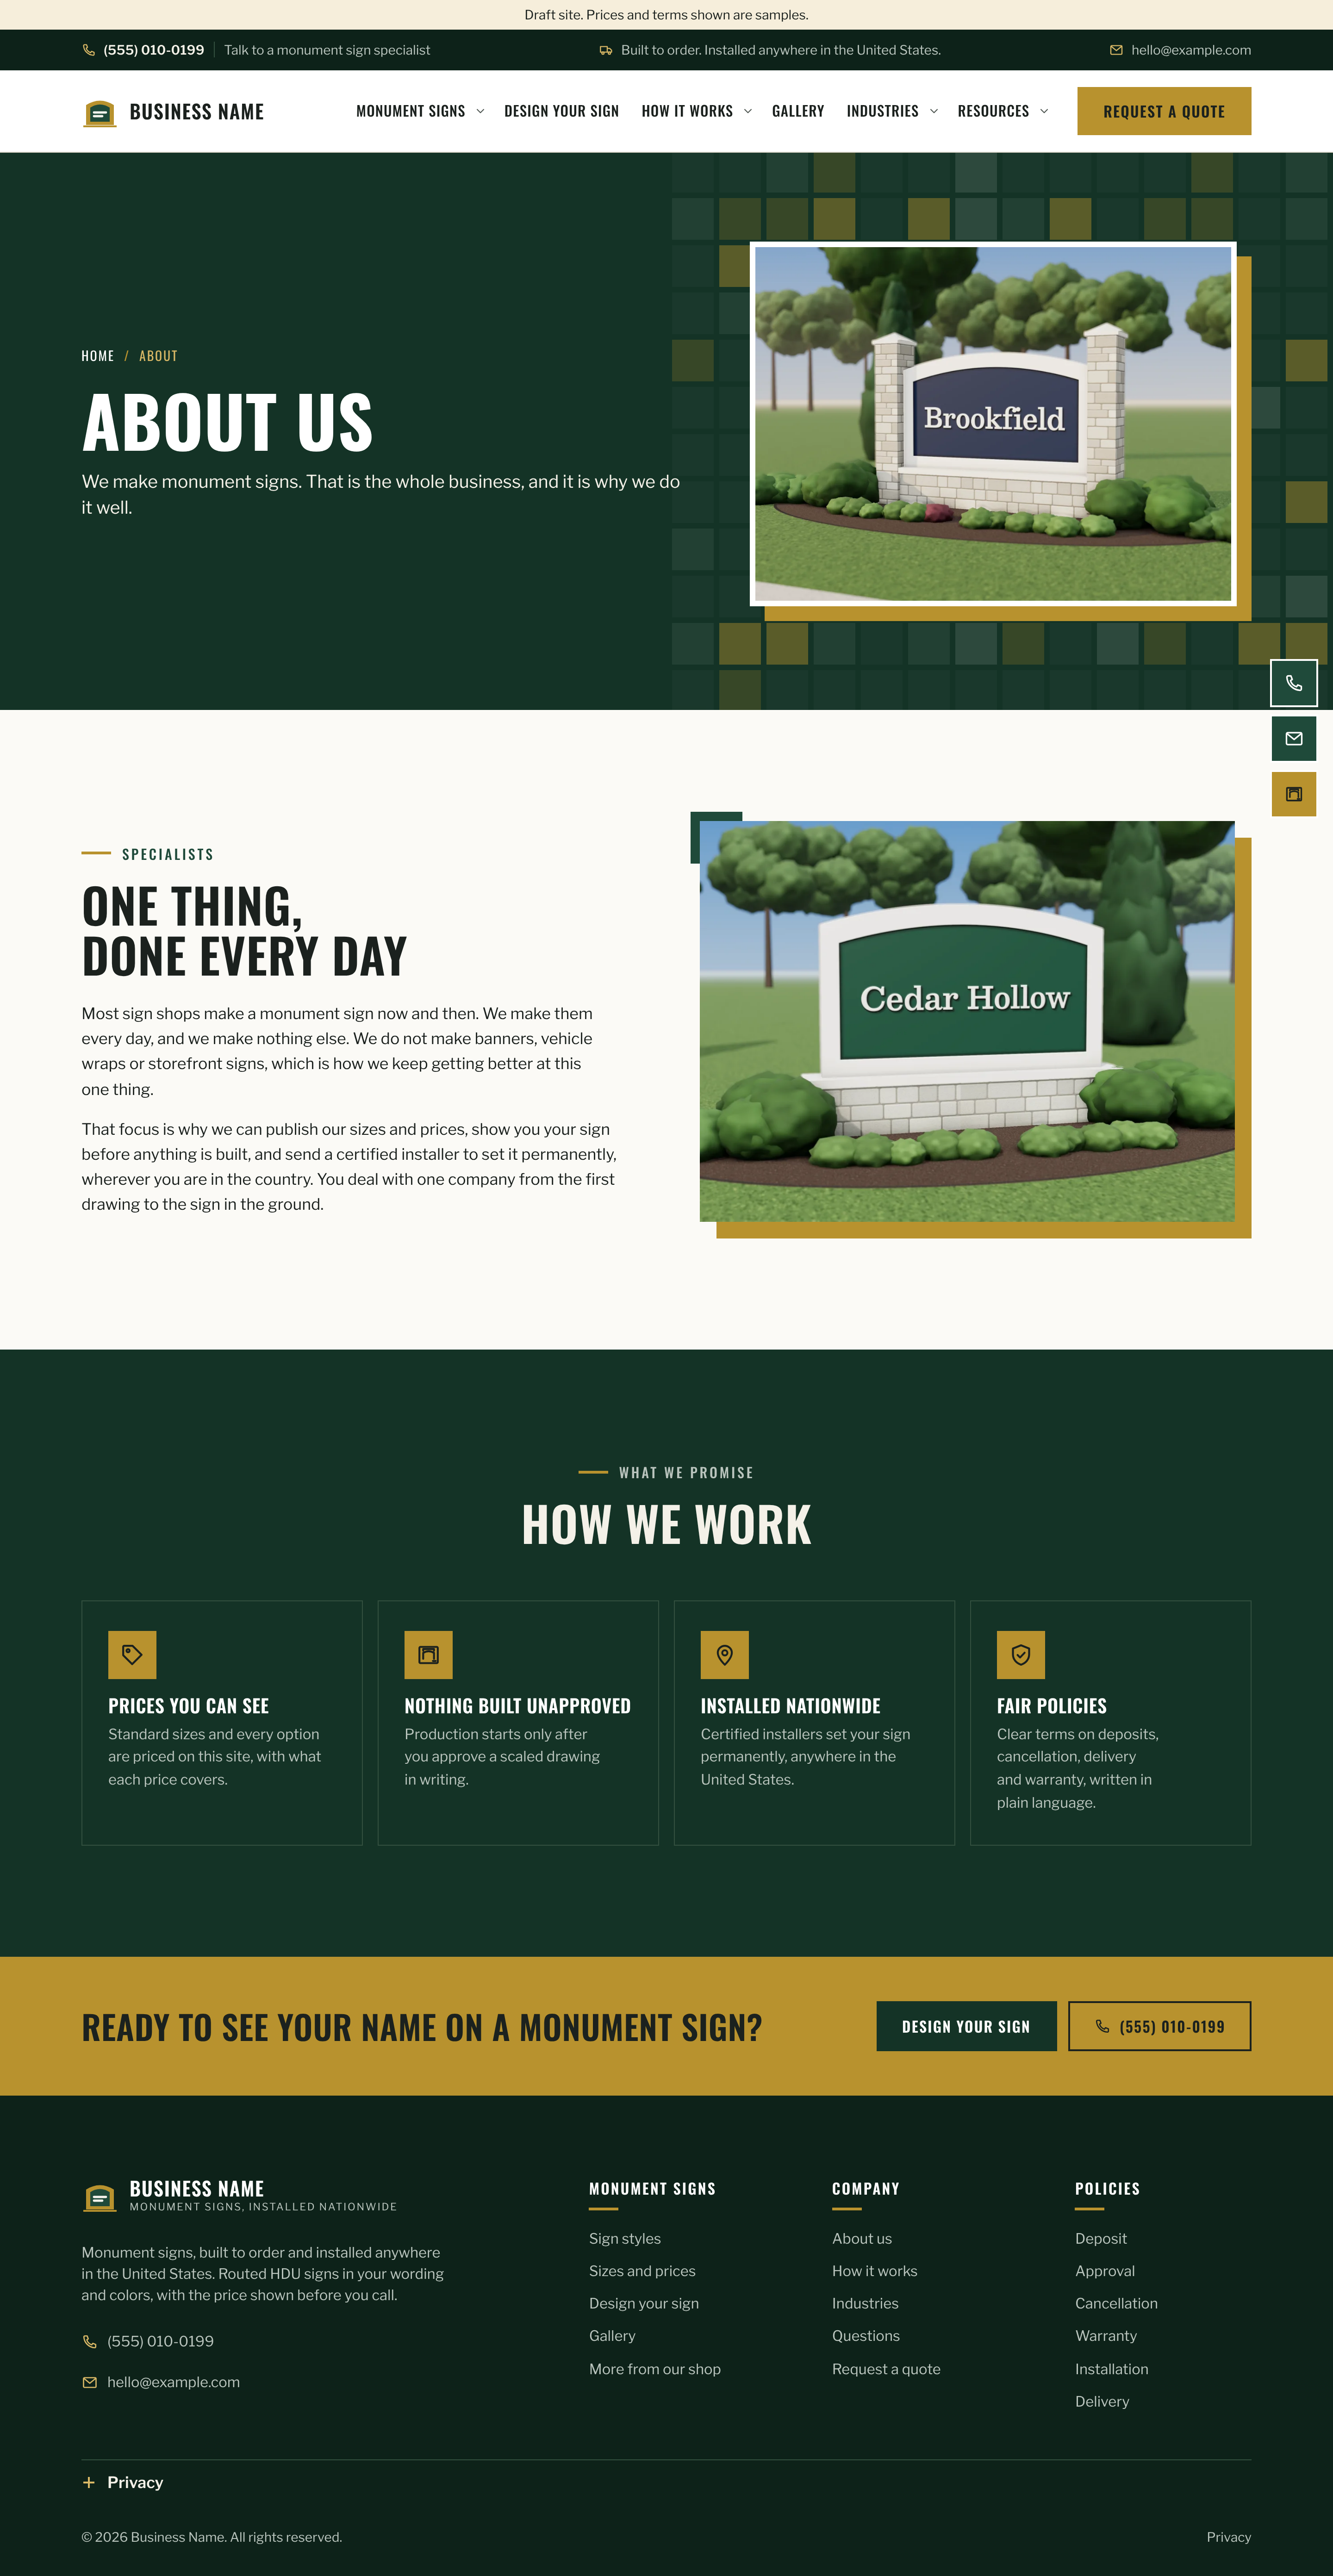 Draft site. Prices and terms shown are samples.
(555) 010-0199 Talk to a monument sign specialist Built to order. Installed anywhere in the United States. hello@example.com
BUSINESS NAME MONUMENT SIGNS DESIGN YOUR SIGN HOW IT WORKS GALLERY INDUSTRIES RESOURCES REQUEST A QUOTE
HOME / ABOUT
ABOUT US
We make monument signs. That is the whole business, and it is why we do
it well.
Brookfield
SPECIALISTS
ONE THING,
DONE EVERY DAY
Most sign shops make a monument sign now and then. We make them
every day, and we make nothing else. We do not make banners, vehicle
wraps or storefront signs, which is how we keep getting better at this
one thing.
That focus is why we can publish our sizes and prices, show you your sign
before anything is built, and send a certified installer to set it permanently,
wherever you are in the country. You deal with one company from the first
drawing to the sign in the ground.
Cedar Hollow
WHAT WE PROMISE
HOW WE WORK
PRICES YOU CAN SEE
Standard sizes and every option
are priced on this site, with what
each price covers.
NOTHING BUILT UNAPPROVED
Production starts only after
you approve a scaled drawing
in writing.
INSTALLED NATIONWIDE
Certified installers set your sign
permanently, anywhere in the
United States.
FAIR POLICIES
Clear terms on deposits,
cancellation, delivery
and warranty, written in
plain language.
READY TO SEE YOUR NAME ON A MONUMENT SIGN?
DESIGN YOUR SIGN
(555) 010-0199
BUSINESS NAME
MONUMENT SIGNS, INSTALLED NATIONWIDE
Monument signs, built to order and installed anywhere
in the United States. Routed HDU signs in your wording
and colors, with the price shown before you call.
(555) 010-0199
hello@example.com
MONUMENT SIGNS
Sign styles
Sizes and prices
Design your sign
Gallery
More from our shop
COMPANY
About us
How it works
Industries
Questions
Request a quote
POLICIES
Deposit
Approval
Cancellation
Warranty
Installation
Delivery
+ Privacy
© 2026 Business Name. All rights reserved.
Privacy